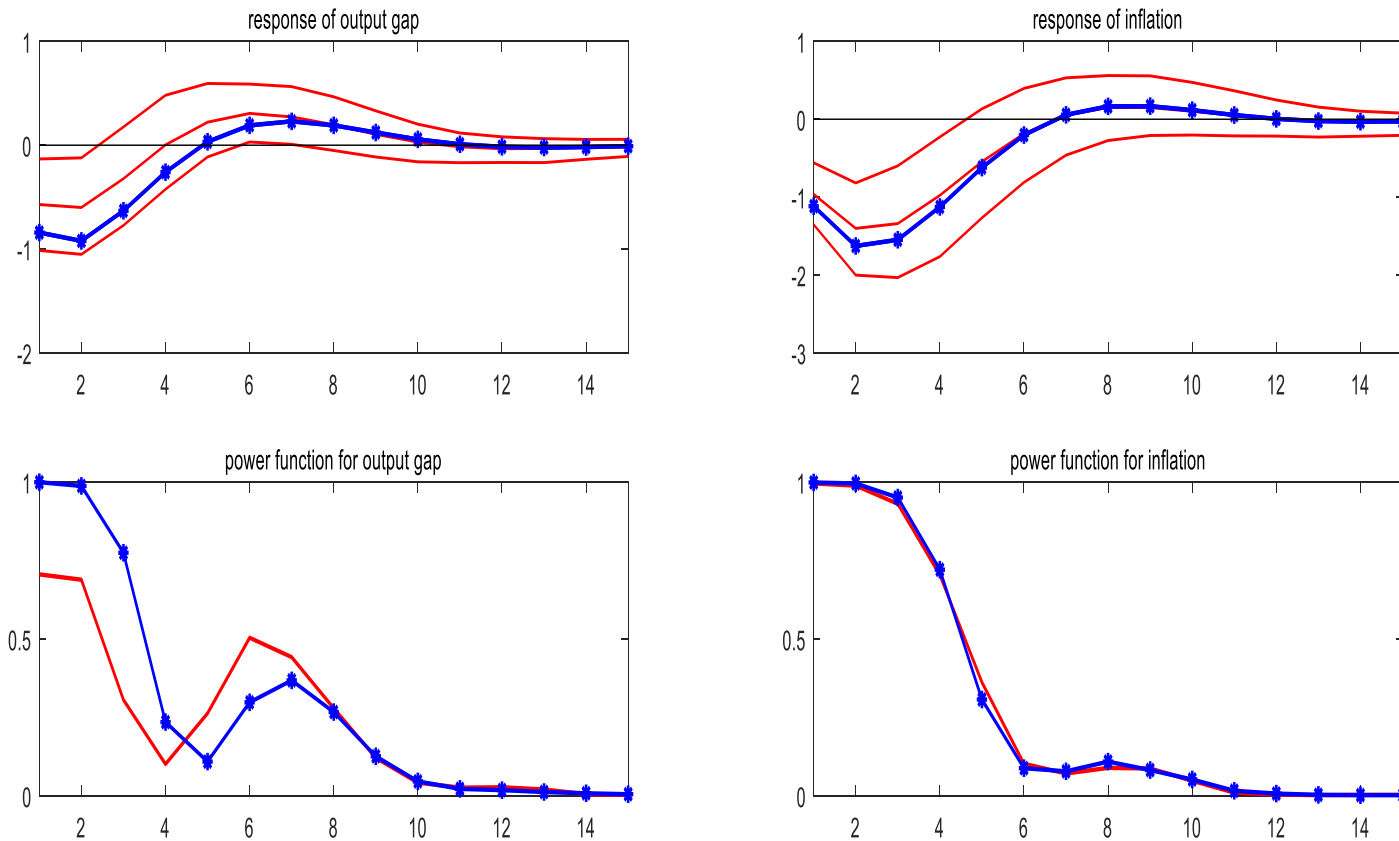 response of output gap
1
0
-1
-2
2 4 6 8 10 12 14
response of inflation
1
0
-1
-2
-3
2 4 6 8 10 12 14
power function for output gap
1
0.5
0
2 4 6 8 10 12 14
power function for inflation
1
0.5
0
2 4 6 8 10 12 14